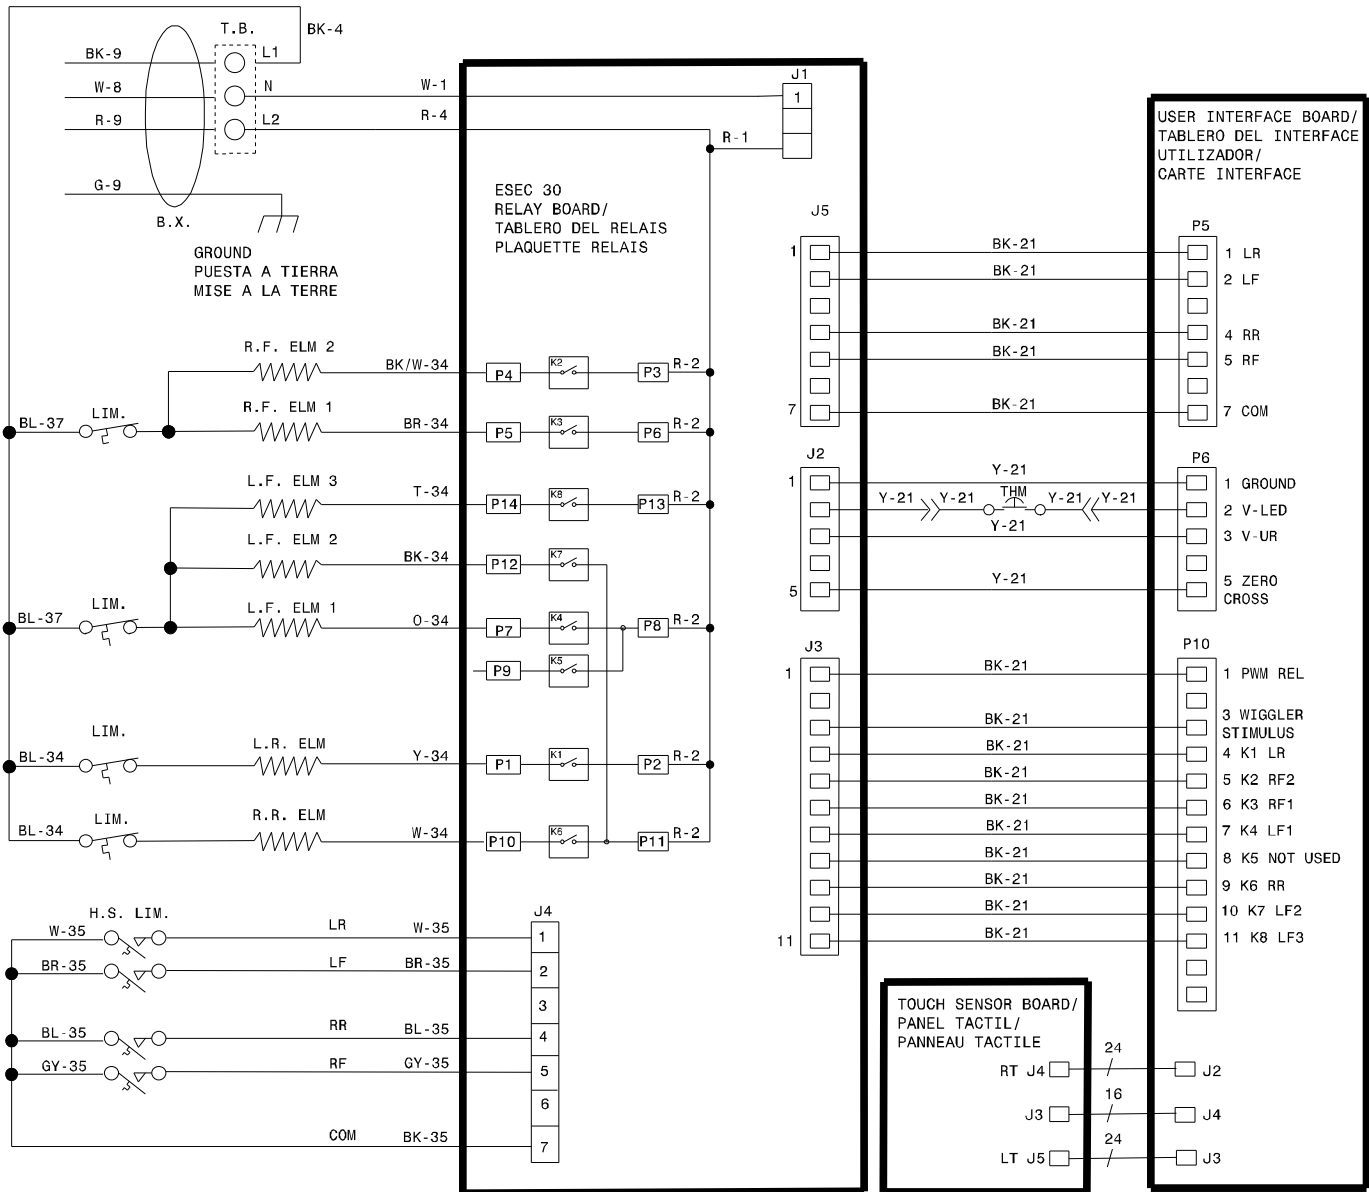 T.B.
BK-4
BK-9
L1
W-8
N
W-1
R-9
L2
R-4
G-9
B.X.
GROUND
PUESTA A TIERRA
MISE A LA TERRE
J1
1
R-1
ESEC 30
RELAY BOARD/
TABLERO DEL RELAIS
PLAQUETTE RELAIS
USER INTERFACE BOARD/
TABLERO DEL INTERFACE
UTILIZADOR/
CARTE INTERFACE
R.F. ELM 2
BK/W-34
P4
K2
P3
R-2
BL-37
LIM.
R.F. ELM 1
BR-34
P5
K3
P6
R-2
L.F. ELM 3
T-34
P14
K8
P13
R-2
L.F. ELM 2
BK-34
P12
K7
BL-37
LIM.
L.F. ELM 1
O-34
P7
K4
P8
R-2
P9
K5
BL-34
LIM.
L.R. ELM
Y-34
P1
K1
P2
R-2
BL-34
LIM.
R.R. ELM
W-34
P10
K6
P11
R-2
H.S. LIM.
J4
W-35
LR
W-35
1
BR-35
LF
BR-35
2
3
BL-35
RR
BL-35
4
GY-35
RF
GY-35
5
6
COM
BK-35
7
J5
P5
1
BK-21
1 LR
BK-21
2 LF
BK-21
4 RR
BK-21
5 RF
7
BK-21
7 COM
J2
P6
1
Y-21
1 GROUND
Y-21
Y-21
THM
Y-21
Y-21
2 V-LED
Y-21
3 V-UR
5
Y-21
5 ZERO
CROSS
J3
P10
1
BK-21
1 PWM REL
BK-21
3 WIGGLER
STIMULUS
BK-21
4 K1 LR
BK-21
5 K2 RF2
BK-21
6 K3 RF1
BK-21
7 K4 LF1
BK-21
8 K5 NOT USED
BK-21
9 K6 RR
BK-21
10 K7 LF2
11
BK-21
11 K8 LF3
TOUCH SENSOR BOARD/
PANEL TACTIL/
PANNEAU TACTILE
RT J4
24
J2
J3
16
J4
LT J5
24
J3